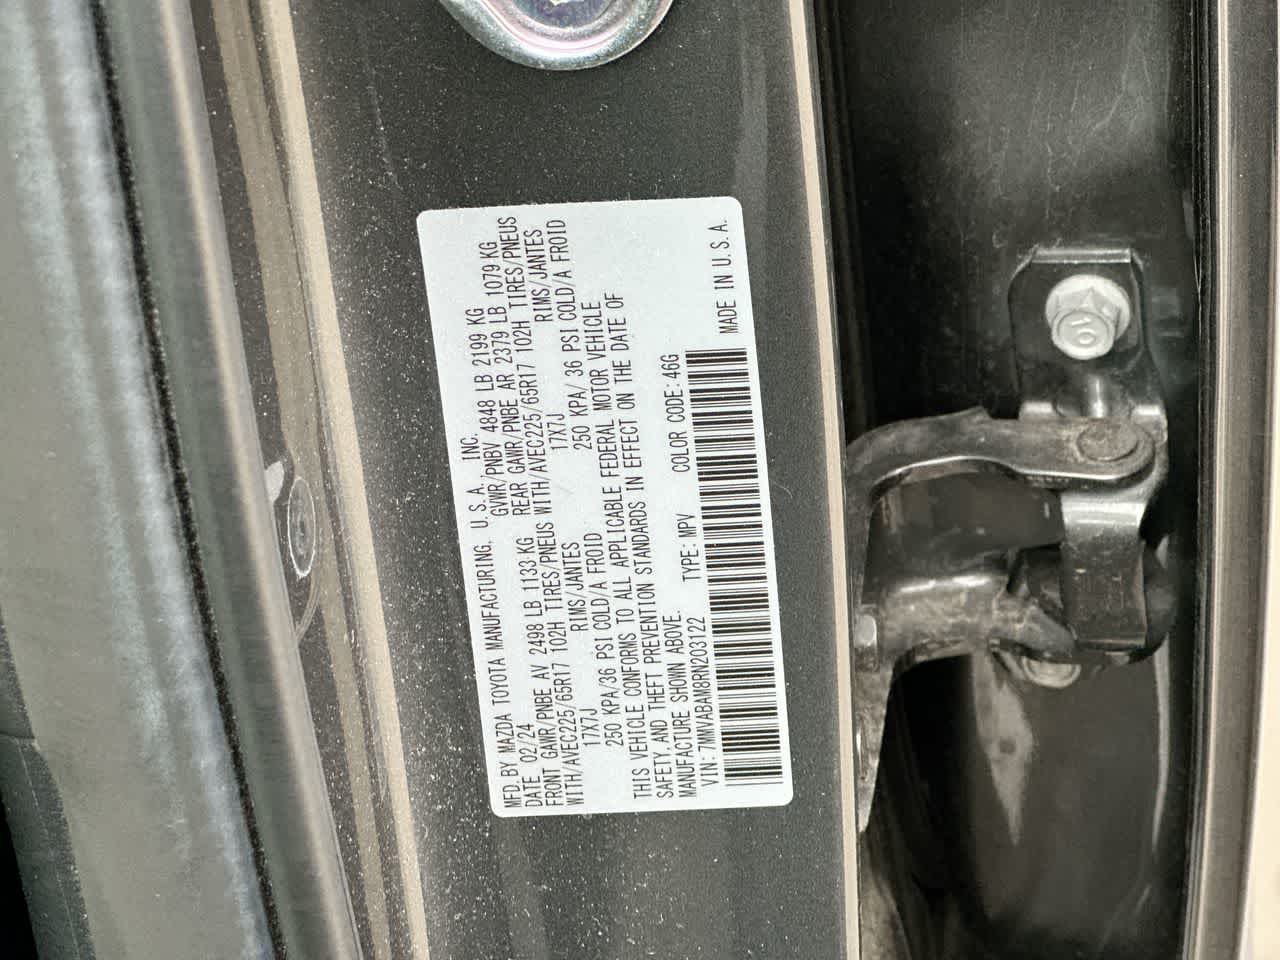 MFD. BY MAZDA TOYOTA MANUFACTURING, U.S.A. INC.
DATE 02/24 GVWR/PNBV 4848 LB 2199 KG
FRONT GAWR/PNBE AV 2498 LB 1133 KG REAR GAWR/PNBE AR 2379 LB 1079 KG
WITH/AVEC225/65R17 102H TIRES/PNEUS WITH/AVEC225/65R17 102H TIRES/PNEUS
17X7J RIMS/JANTES 17X7J RIMS/JANTES
250 KPA/36 PSI COLD/A FROID 250 KPA/ 36 PSI COLD/A FROID
THIS VEHICLE CONFORMS TO ALL APPLICABLE FEDERAL MOTOR VEHICLE
SAFETY, AND THEFT PREVENTION STANDARDS IN EFFECT ON THE DATE OF
MANUFACTURE SHOWN ABOVE.
VIN: 7MMVABAM8RN203122 TYPE: MPV COLOR CODE: 46G
MADE IN U.S.A.
10